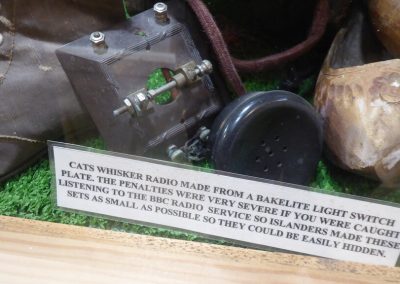 CATS WHISKER RADIO MADE FROM A BAKELITE LIGHT SWITCH
PLATE. THE PENALTIES WERE VERY SEVERE IF YOU WERE CAUGHT
LISTENING TO THE BBC RADIO SERVICE SO ISLANDERS MADE THESE
SETS AS SMALL AS POSSIBLE SO THEY COULD BE EASILY HIDDEN.